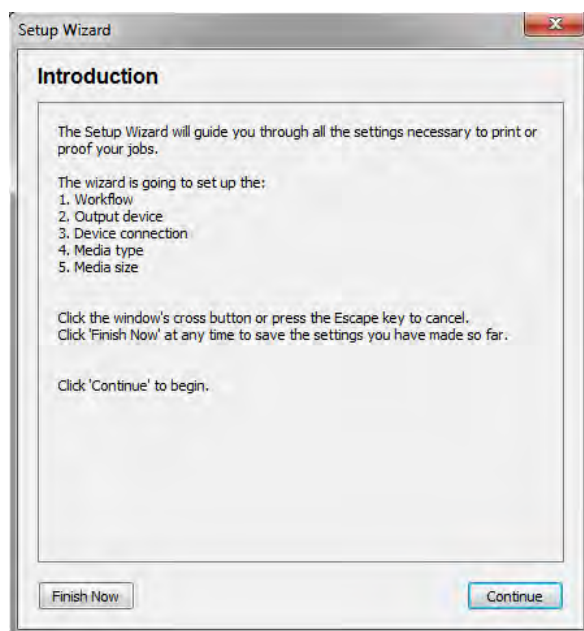 Setup Wizard
Introduction
The Setup Wizard will guide you through all the settings necessary to print or
proof your jobs.
The wizard is going to set up the:
1. Workflow
2. Output device
3. Device connection
4. Media type
5. Media size
Click the window's cross button or press the Escape key to cancel.
Click 'Finish Now' at any time to save the settings you have made so far.
Click 'Continue' to begin.
Finish Now
Continue